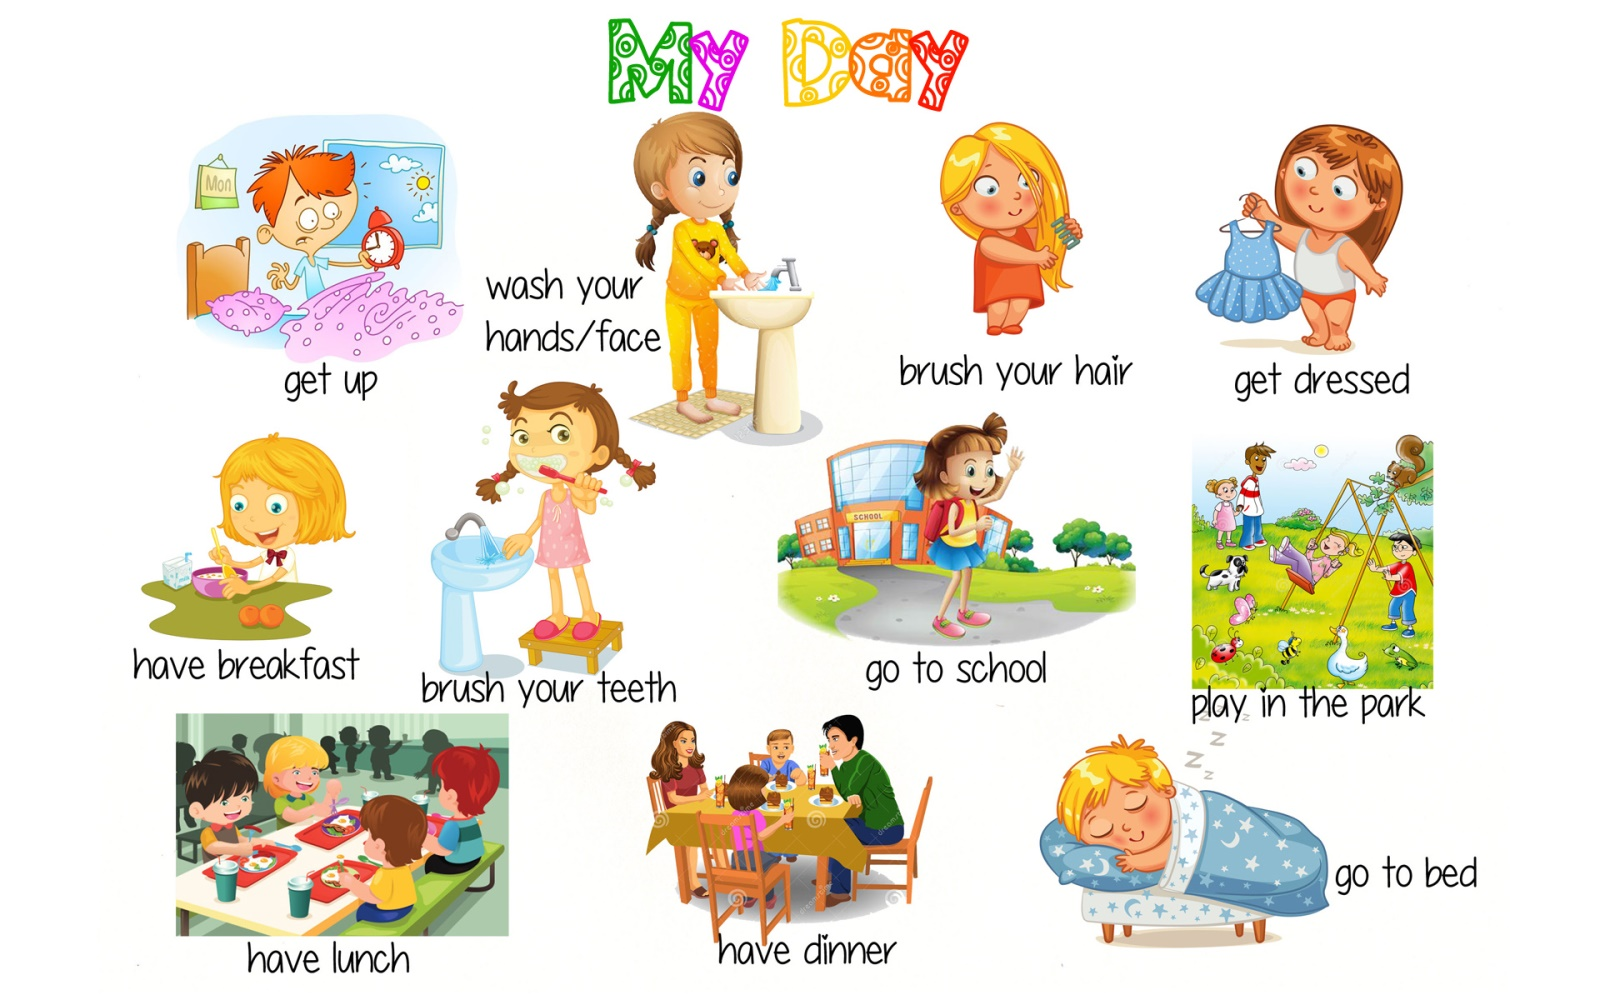 My Day
Mon
get up
wash your
hands/face
brush your hair
get dressed
have breakfast
brush your teeth
SCHOOL
go to school
play in the park
z z z z
have lunch
have dinner
go to bed